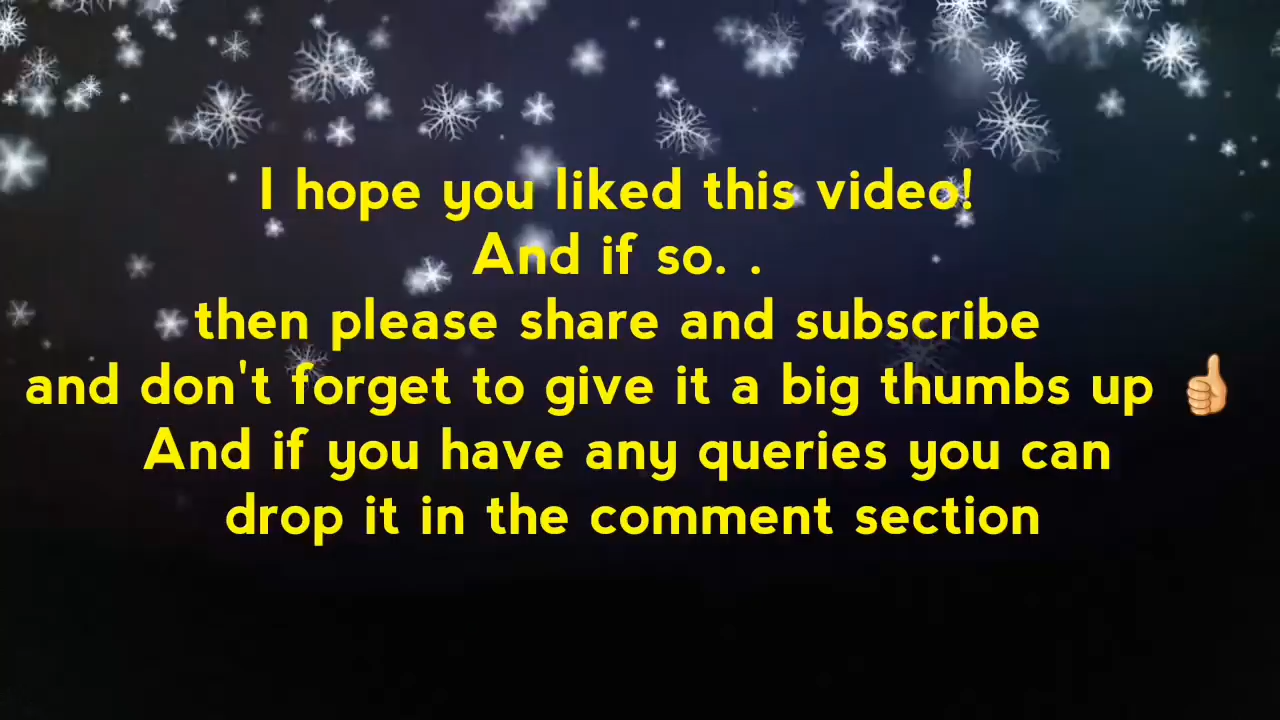 I hope you liked this video!
And if so. .
then please share and subscribe
and don't forget to give it a big thumbs up 👍
And if you have any queries you can
drop it in the comment section